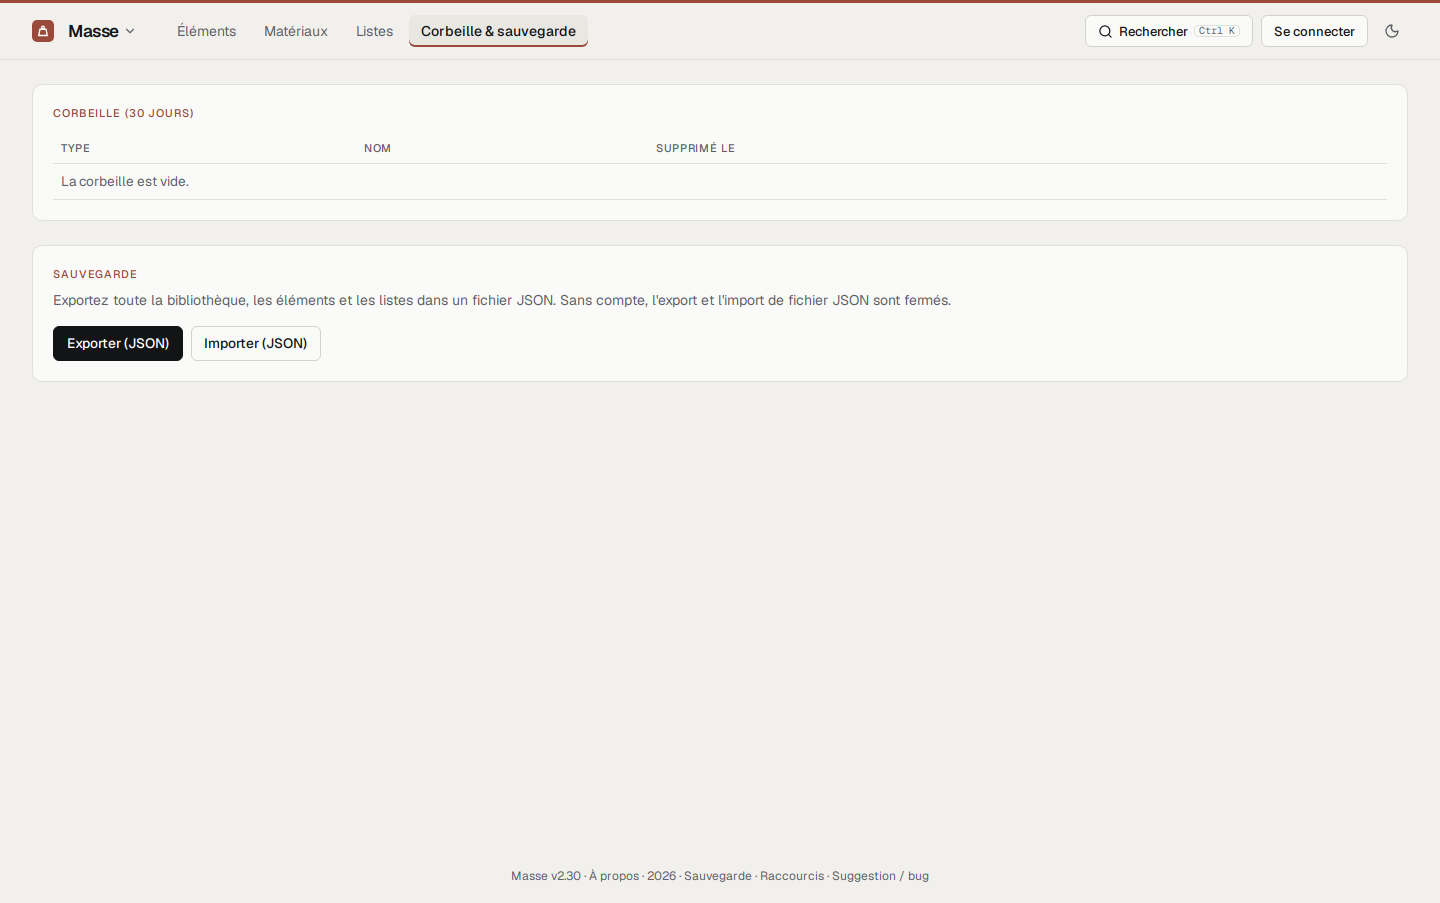 Masse
Éléments
Matériaux
Listes
Corbeille & sauvegarde
Rechercher Ctrl K
Se connecter
CORBEILLE (30 JOURS)
TYPE NOM SUPPRIMÉ LE
La corbeille est vide.
SAUVEGARDE
Exportez toute la bibliothèque, les éléments et les listes dans un fichier JSON. Sans compte, l'export et l'import de fichier JSON sont fermés.
Exporter (JSON)
Importer (JSON)
Masse v2.30 · À propos · 2026 · Sauvegarde · Raccourcis · Suggestion / bug